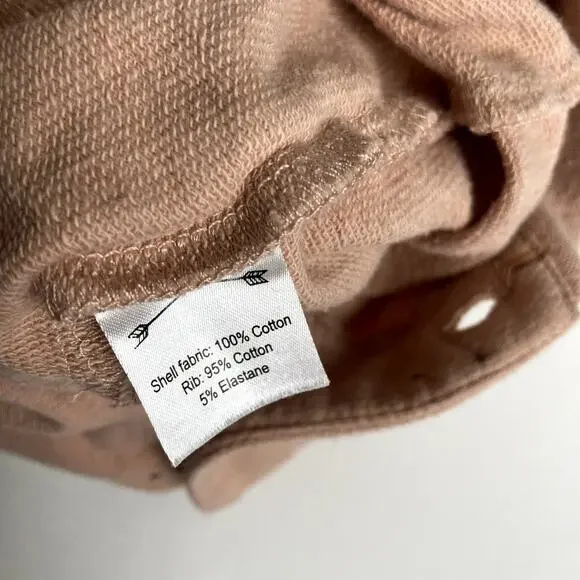 Shell fabric: 100% Cotton
Rib: 95% Cotton
5% Elastane